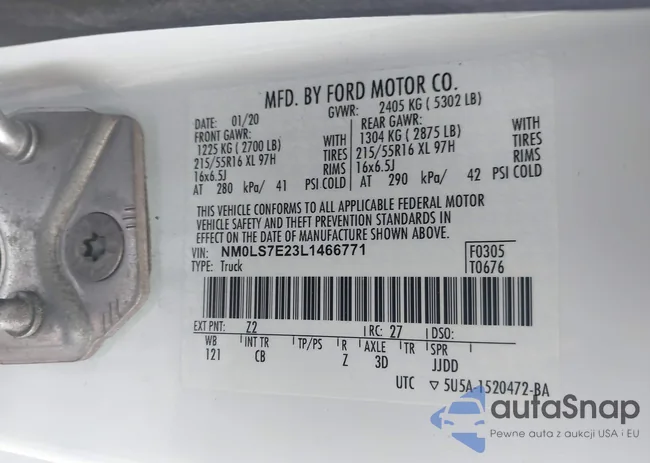 MFD. BY FORD MOTOR CO.
DATE: 01/20 GVWR: 2405 KG ( 5302 LB)
FRONT GAWR: REAR GAWR:
1225 KG ( 2700 LB) WITH 1304 KG ( 2875 LB) WITH
215/55R16 XL 97H TIRES 215/55R16 XL 97H TIRES
16x6.5J RIMS 16x6.5J RIMS
AT 280 kPa/ 41 PSI COLD AT 290 kPa/ 42 PSI COLD
THIS VEHICLE CONFORMS TO ALL APPLICABLE FEDERAL MOTOR
VEHICLE SAFETY AND THEFT PREVENTION STANDARDS IN
EFFECT ON THE DATE OF MANUFACTURE SHOWN ABOVE.
VIN: NM0LS7E23L1466771 F0305
TYPE: Truck T0676
EXT PNT: Z2 RC: 27 DSO:
WB INT TR TP/PS R AXLE TR SPR
121 CB Z 3D JJDD
UTC ▽ 5U5A-1520472-BA
autoSnap
Pewne auta z aukcji USA i EU